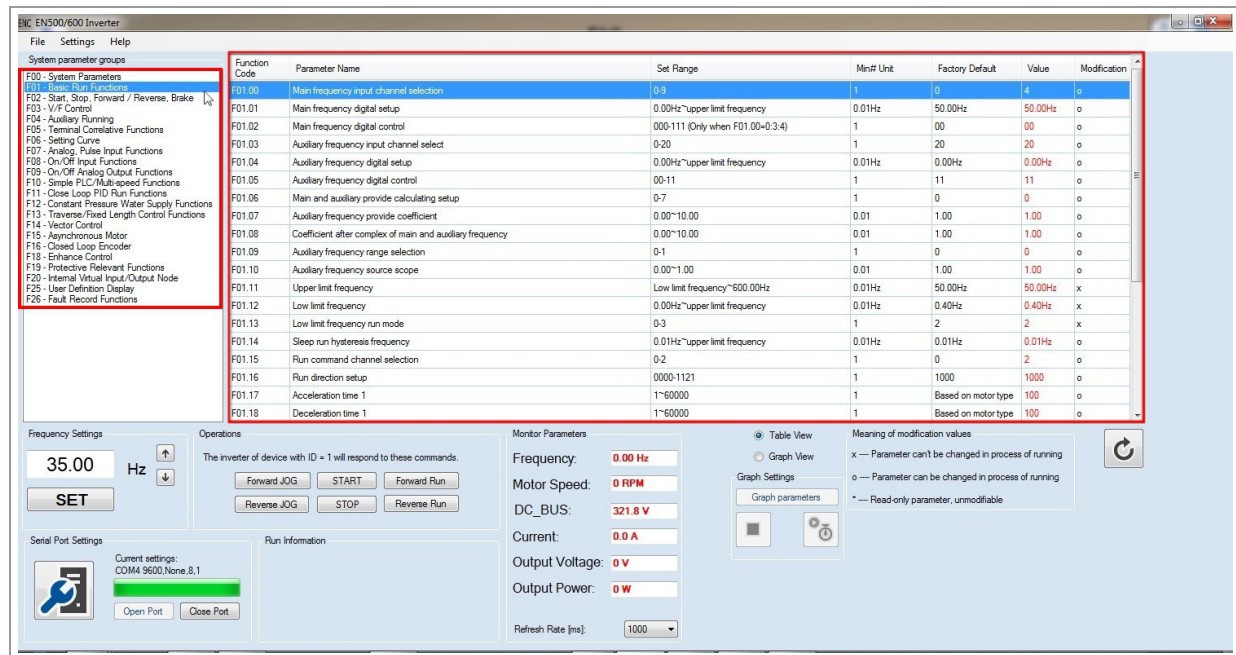 ENC EN500/600 Inverter
File Settings Help
System parameter groups
F00 - System Parameters
F01 - Basic Run Functions
F02 - Start, Stop, Forward / Reverse, Brake
F03 - V/F Control
F04 - Auxiliary Running
F05 - Terminal Correlative Functions
F06 - Setting Curve
F07 - Analog, Pulse Input Functions
F08 - On/Off Input Functions
F09 - On/Off Analog Output Functions
F10 - Simple PLC/Multi-speed Functions
F11 - Close Loop PID Run Functions
F12 - Constant Pressure Water Supply Functions
F13 - Traverse/Fixed Length Control Functions
F14 - Vector Control
F15 - Asynchronous Motor
F16 - Closed Loop Encoder
F18 - Enhance Control
F19 - Protective Relevant Functions
F20 - Internal Virtual Input/Output Node
F25 - User Definition Display
F26 - Fault Record Functions
Function Code Parameter Name Set Range Min# Unit Factory Default Value Modification
F01.00 Main frequency input channel selection 0-9 1 0 4 o
F01.01 Main frequency digital setup 0.00Hz~upper limit frequency 0.01Hz 50.00Hz 50.00Hz o
F01.02 Main frequency digital control 000-111 (Only when F01.00=0:3:4) 1 00 00 o
F01.03 Auxiliary frequency input channel select 0-20 1 20 20 o
F01.04 Auxiliary frequency digital setup 0.00Hz~upper limit frequency 0.01Hz 0.00Hz 0.00Hz o
F01.05 Auxiliary frequency digital control 00-11 1 11 11 o
F01.06 Main and auxiliary provide calculating setup 0-7 1 0 0 o
F01.07 Auxiliary frequency provide coefficient 0.00~10.00 0.01 1.00 1.00 o
F01.08 Coefficient after complex of main and auxiliary frequency 0.00~10.00 0.01 1.00 1.00 o
F01.09 Auxiliary frequency range selection 0-1 1 0 0 o
F01.10 Auxiliary frequency source scope 0.00~1.00 0.01 1.00 1.00 o
F01.11 Upper limit frequency Low limit frequency~600.00Hz 0.01Hz 50.00Hz 50.00Hz x
F01.12 Low limit frequency 0.00Hz~upper limit frequency 0.01Hz 0.40Hz 0.40Hz x
F01.13 Low limit frequency run mode 0-3 1 2 2 x
F01.14 Sleep run hysteresis frequency 0.01Hz~upper limit frequency 0.01Hz 0.01Hz 0.01Hz o
F01.15 Run command channel selection 0-2 1 0 2 o
F01.16 Run direction setup 0000-1121 1 1000 1000 o
F01.17 Acceleration time 1 1~60000 1 Based on motor type 100 o
F01.18 Deceleration time 1 1~60000 1 Based on motor type 100 o
Frequency Settings
35.00 Hz
SET
Operations
The inverter of device with ID = 1 will respond to these commands.
Forward JOG START Forward Run
Reverse JOG STOP Reverse Run
Monitor Parameters
Frequency: 0.00 Hz
Motor Speed: 0 RPM
DC_BUS: 321.8 V
Current: 0.0 A
Output Voltage: 0 V
Output Power: 0 W
Refresh Rate [ms]: 1000
Table View
Graph View
Graph Settings
Graph parameters
Meaning of modification values
x --- Parameter can't be changed in process of running
o --- Parameter can be changed in process of running
* --- Read-only parameter, unmodifiable
Serial Port Settings
Current settings:
COM4 9600,None,8,1
Open Port Close Port
Run Information